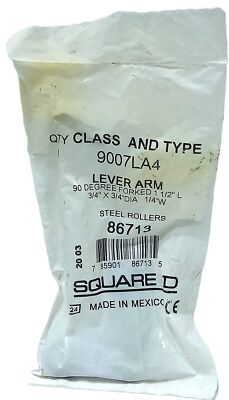 QTY CLASS AND TYPE
9007LA4
LEVER ARM
90 DEGREE FORKED 1 1/2" L
3/4" X 3/4"DIA 1/4"W
STEEL ROLLERS
86713
20 03
7 85901 86713 5
SQUARE D
24 MADE IN MEXICO CE